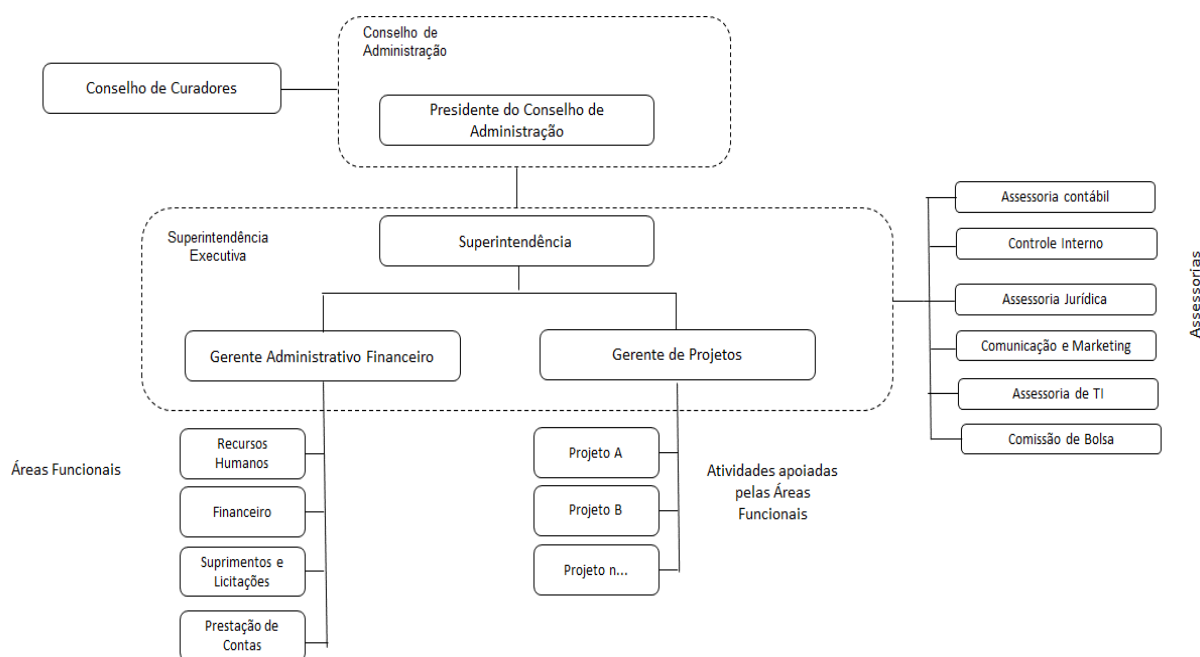 Conselho de
Administração
Conselho de Curadores
Presidente do Conselho de
Administração
Superintendência
Executiva
Superintendência
Gerente Administrativo Financeiro
Gerente de Projetos
Assessoria contábil
Controle Interno
Assessoria Jurídica
Comunicação e Marketing
Assessoria de TI
Comissão de Bolsa
Assessorias
Áreas Funcionais
Recursos
Humanos
Financeiro
Suprimentos e
Licitações
Prestação de
Contas
Projeto A
Projeto B
Projeto n...
Atividades apoiadas
pelas Áreas
Funcionais